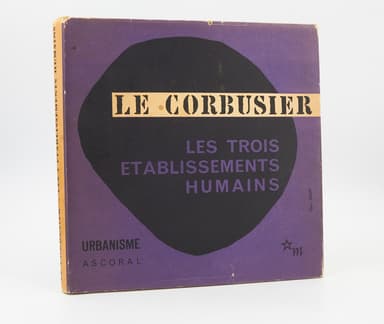 LE CORBUSIER
LES TROIS
ETABLISSEMENTS
HUMAINS
URBANISME
ASCORAL